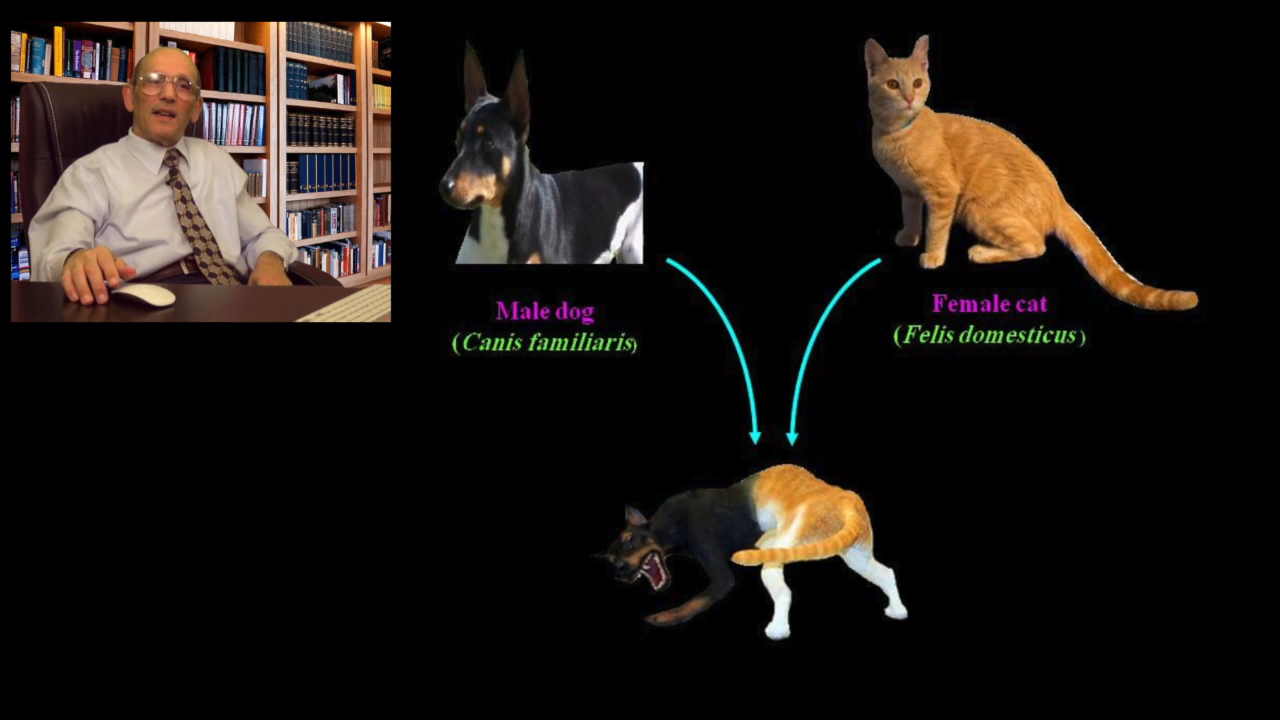 Male dog
(Canis familiaris)
Female cat
(Felis domesticus )